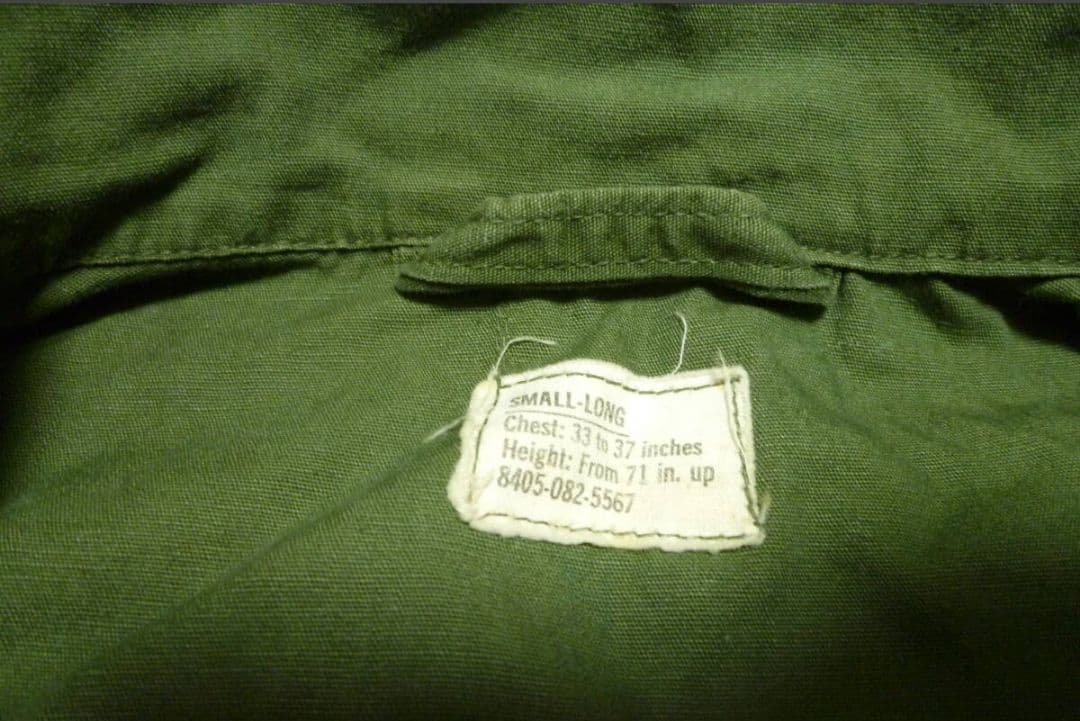 SMALL-LONG
Chest: 33 to 37 inches
Height: From 71 in. up
8405-082-5567